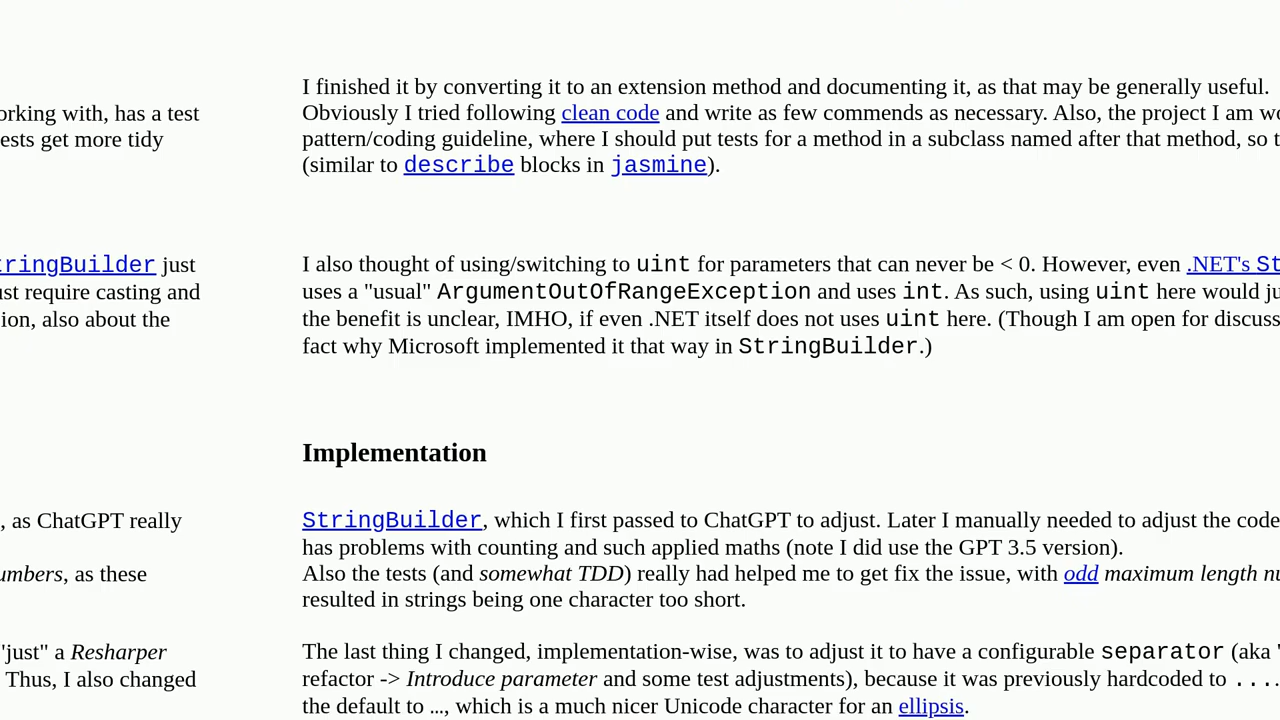 orking with, has a test
ests get more tidy
tringBuilder just
ust require casting and
ion, also about the
, as ChatGPT really
umbers, as these
"just" a Resharper
Thus, I also changed
I finished it by converting it to an extension method and documenting it, as that may be generally useful.
Obviously I tried following clean code and write as few commends as necessary. Also, the project I am wo
pattern/coding guideline, where I should put tests for a method in a subclass named after that method, so t
(similar to describe blocks in jasmine).
I also thought of using/switching to uint for parameters that can never be < 0. However, even .NET's St
uses a "usual" ArgumentOutOfRangeException and uses int. As such, using uint here would ju
the benefit is unclear, IMHO, if even .NET itself does not uses uint here. (Though I am open for discuss
fact why Microsoft implemented it that way in StringBuilder.)
Implementation
StringBuilder, which I first passed to ChatGPT to adjust. Later I manually needed to adjust the code
has problems with counting and such applied maths (note I did use the GPT 3.5 version).
Also the tests (and somewhat TDD) really had helped me to get fix the issue, with odd maximum length nu
resulted in strings being one character too short.
The last thing I changed, implementation-wise, was to adjust it to have a configurable separator (aka "
refactor -> Introduce parameter and some test adjustments), because it was previously hardcoded to ....
the default to …, which is a much nicer Unicode character for an ellipsis.